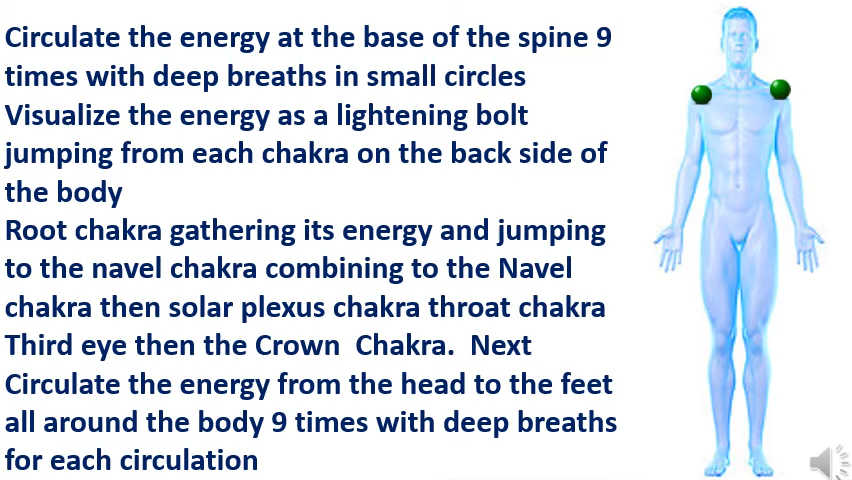 Circulate the energy at the base of the spine 9
times with deep breaths in small circles
Visualize the energy as a lightening bolt
jumping from each chakra on the back side of
the body
Root chakra gathering its energy and jumping
to the navel chakra combining to the Navel
chakra then solar plexus chakra throat chakra
Third eye then the Crown  Chakra.  Next
Circulate the energy from the head to the feet
all around the body 9 times with deep breaths
for each circulation